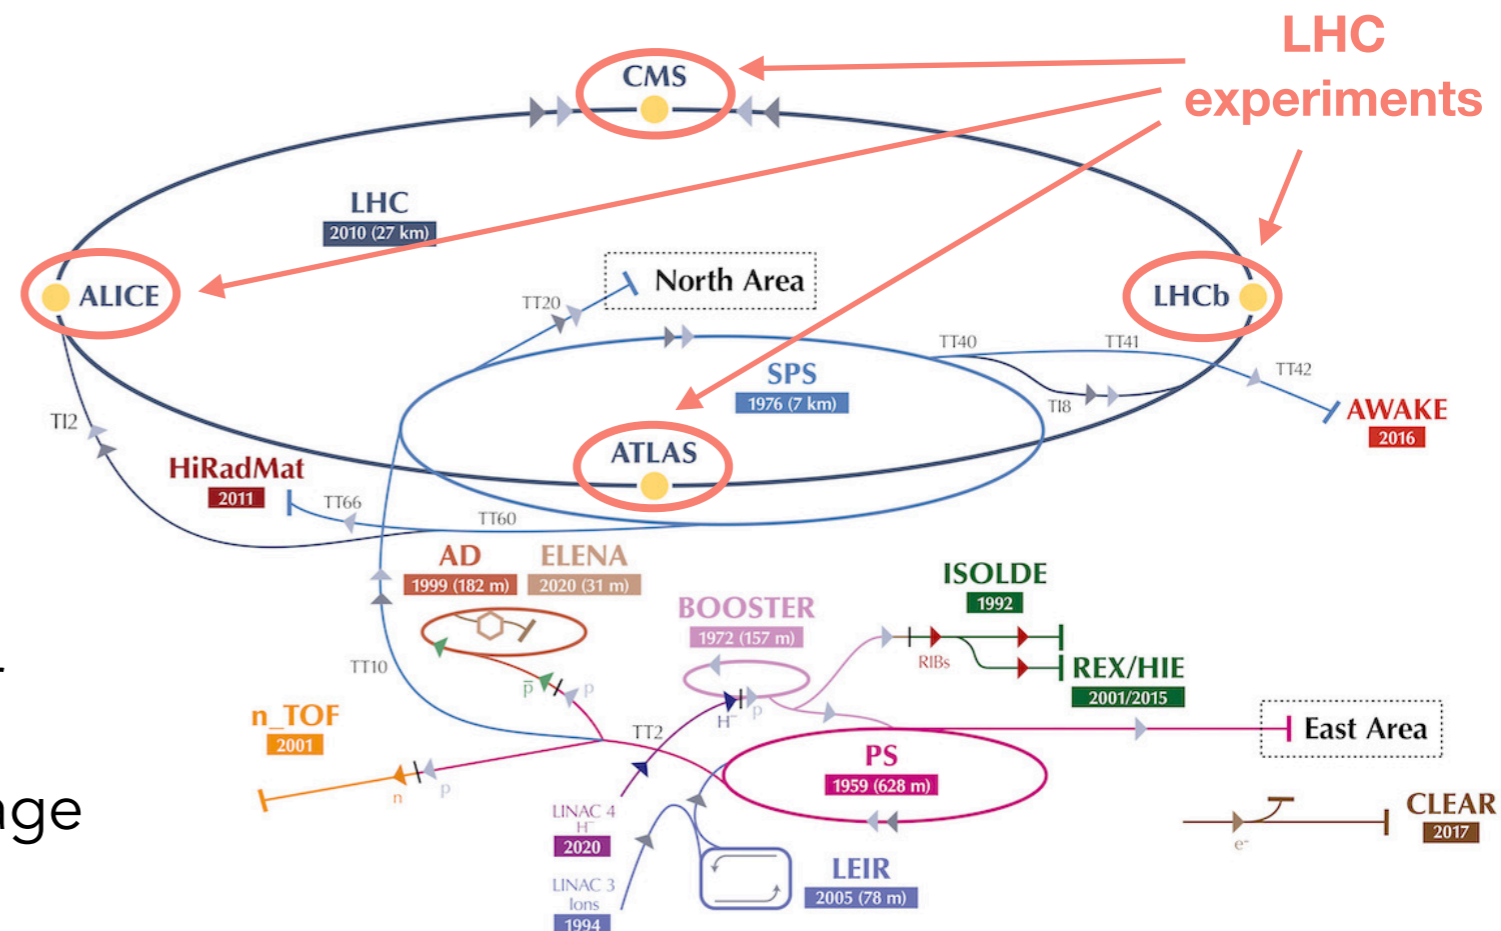 LHC
experiments
CMS
LHC
2010 (27 km)
ALICE
North Area
TT20
LHCb
TT40
TT41
SPS
1976 (7 km)
TT42
TI8
AWAKE
2016
TI2
ATLAS
HiRadMat
2011
TT66
TT60
AD
1999 (182 m)
ELENA
2020 (31 m)
ISOLDE
1992
BOOSTER
1972 (157 m)
RIBs
REX/HIE
2001/2015
TT10
p̅
p
H⁻
p
n_TOF
2001
TT2
East Area
PS
1959 (628 m)
n
p
age
LINAC 4
H⁻
2020
CLEAR
2017
e⁻
LEIR
2005 (78 m)
LINAC 3
Ions
1994